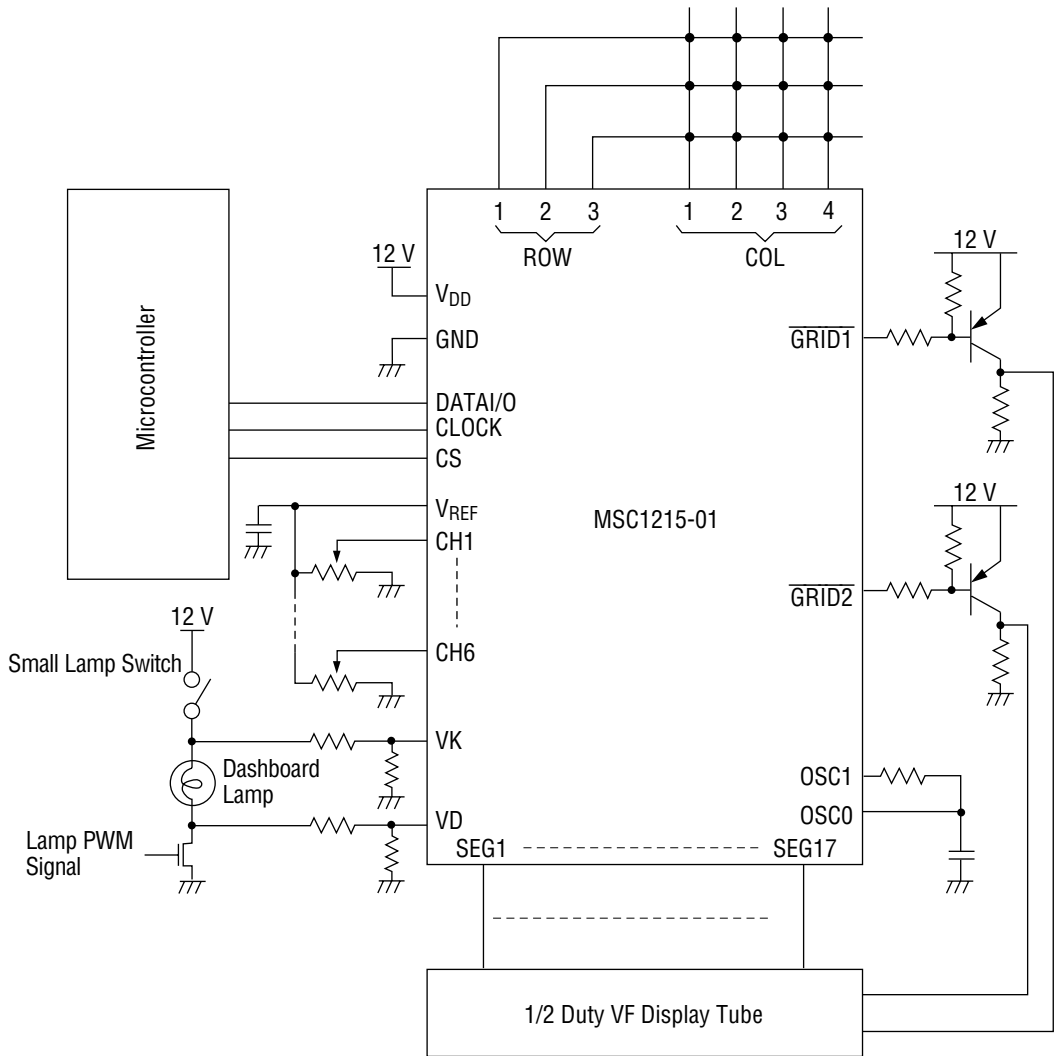 1 2 3
ROW
1 2 3 4
COL
12 V
V_DD
GND
Microcontroller
DATAI/O
CLOCK
CS
V_REF
CH1
CH6
12 V
Small Lamp Switch
VK
Dashboard
Lamp
VD
Lamp PWM
Signal
MSC1215-01
12 V
GRID1
12 V
GRID2
OSC1
OSC0
SEG1
SEG17
1/2 Duty VF Display Tube